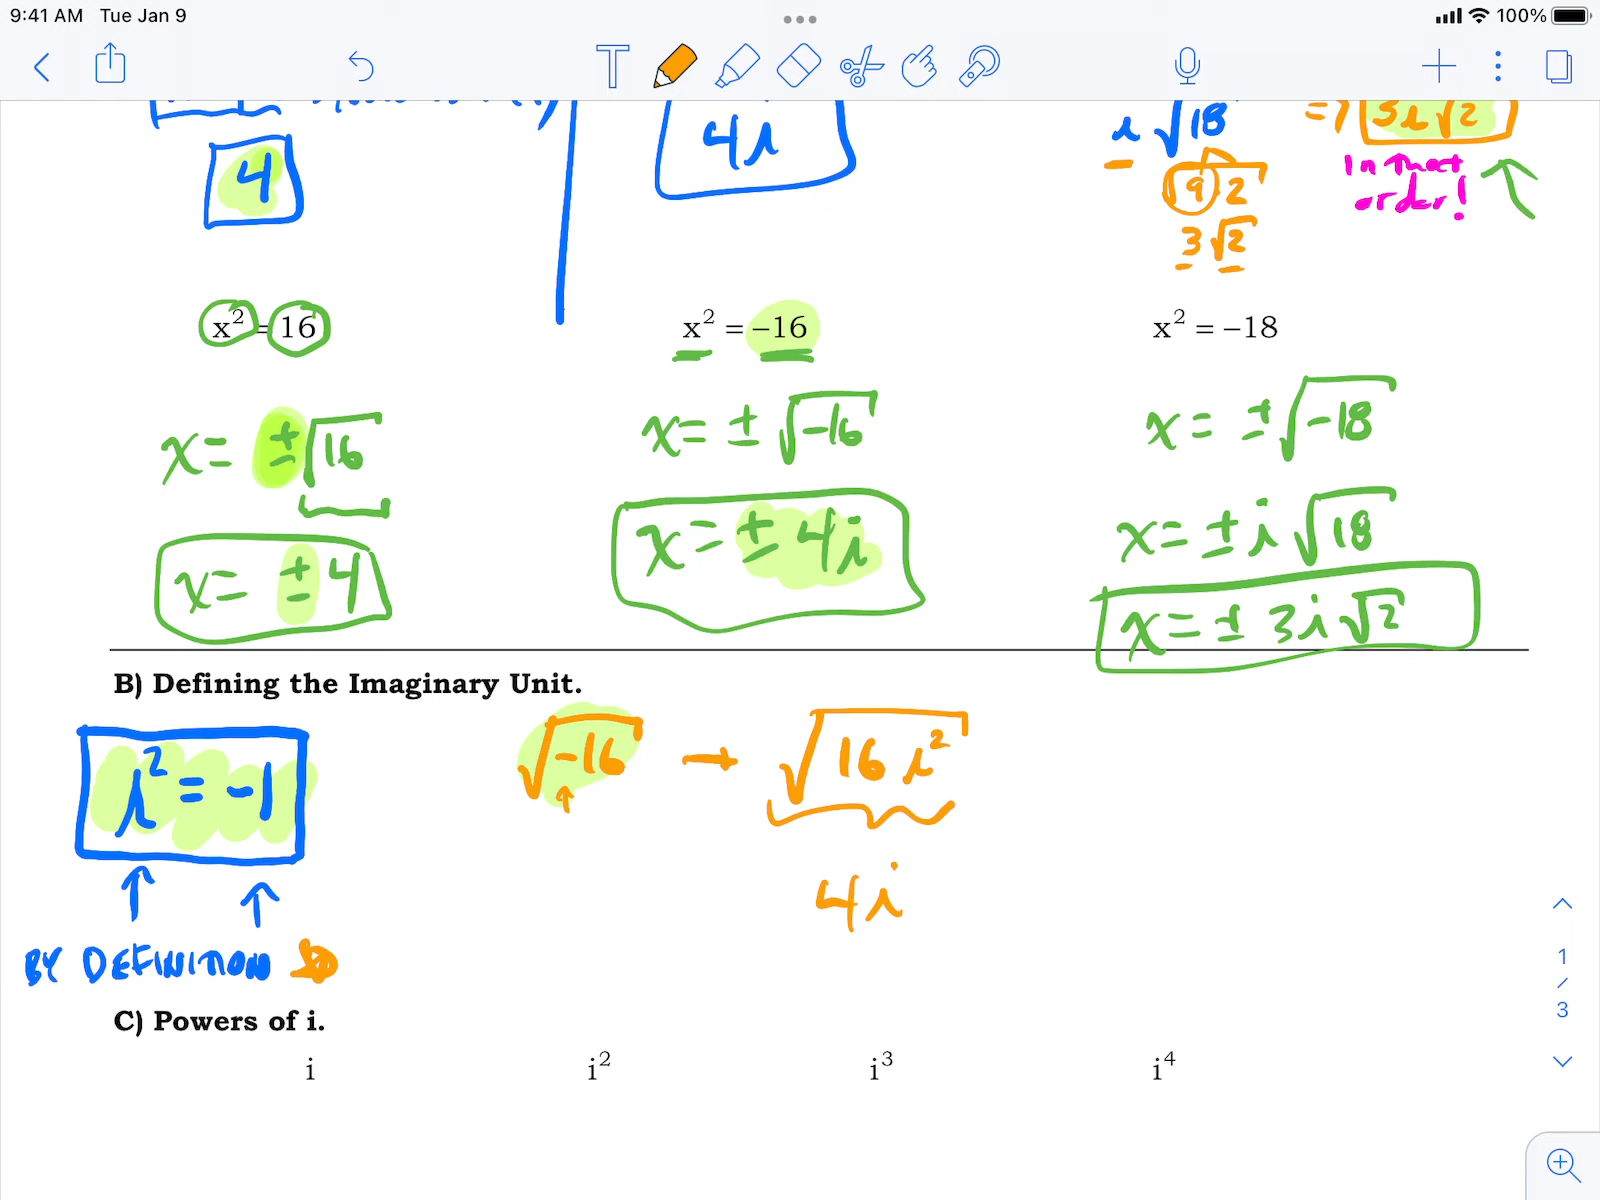 9:41 AM Tue Jan 9
100%
4
4i
i √18
√9 2
3 √2
=> 3i √2
In that
order!
x² = 16
x = ± √16
x = ± 4
x² = −16
x = ± √−16
x = ± 4i
x² = −18
x = ± √−18
x = ± i √18
x = ± 3i √2
B) Defining the Imaginary Unit.
i² = −1
BY DEFINITION
√−16 → √16 i²
4i
C) Powers of i.
i i² i³ i⁴
1
/
3